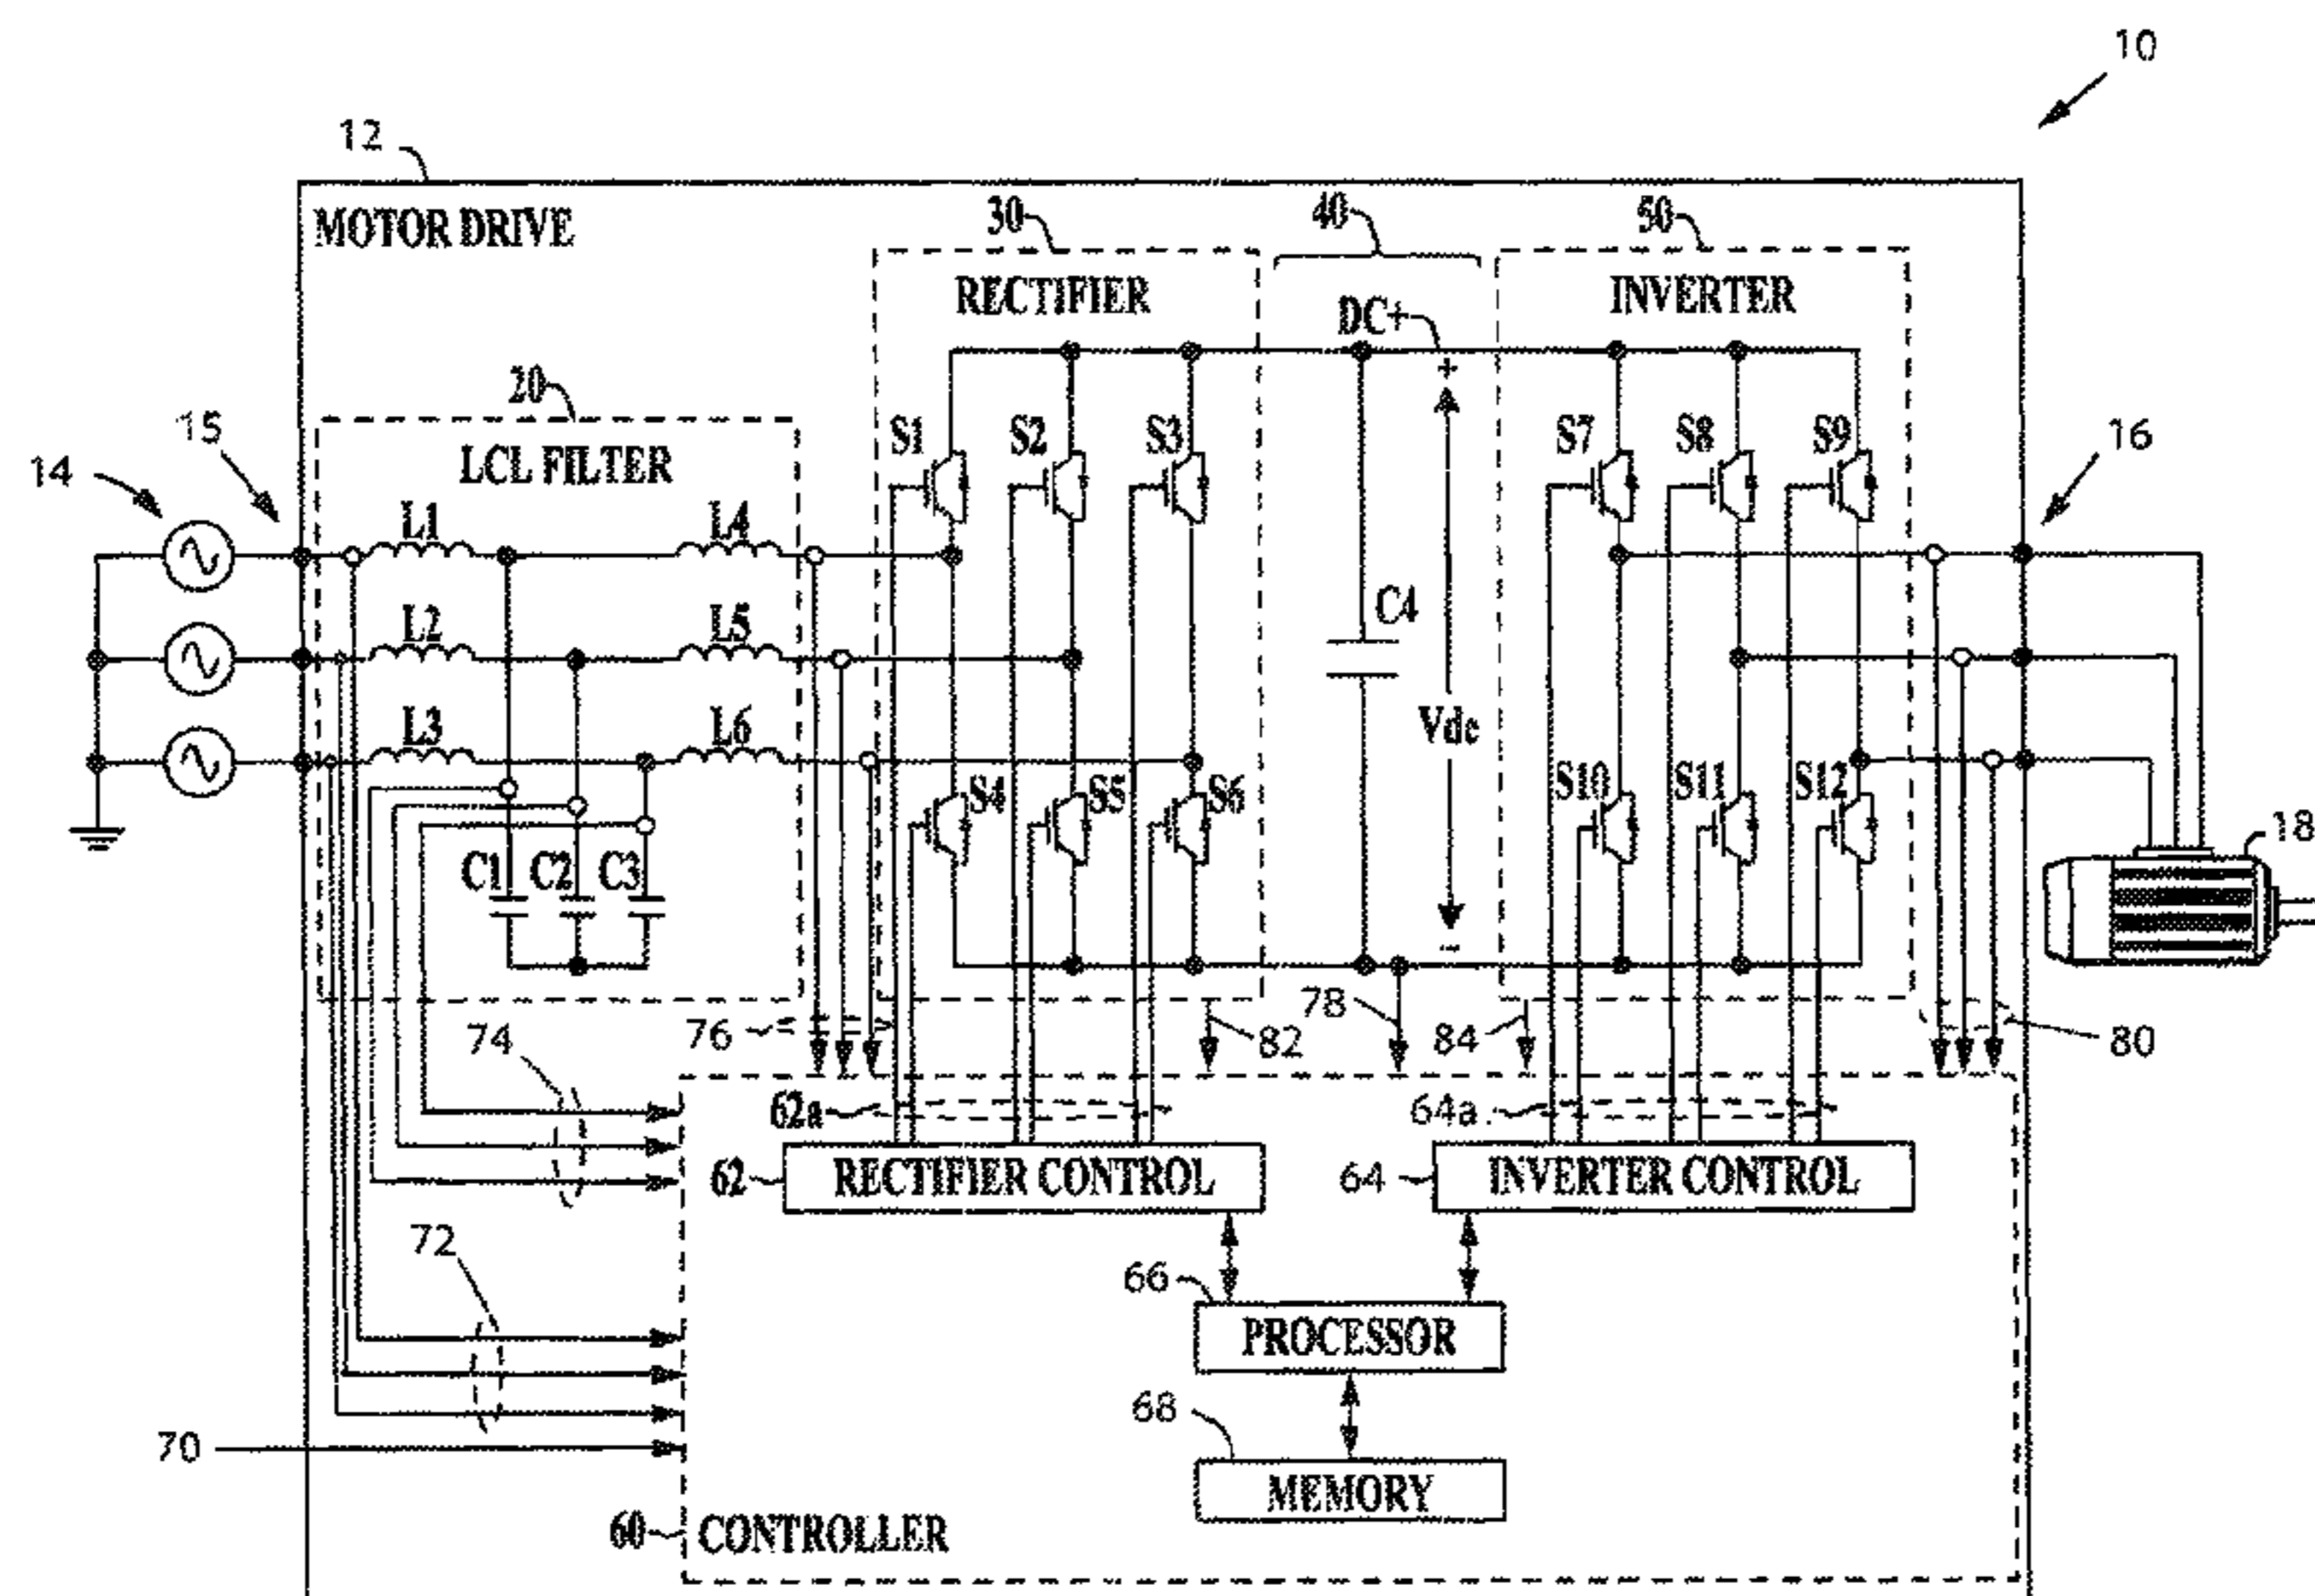 10
12
MOTOR DRIVE
30
40
50
RECTIFIER
INVERTER
DC+
+
20
15
LCL FILTER
14
16
S1
S2
S3
S7
S8
S9
L1
L4
C4
L2
L5
L3
L6
Vdc
S4
S5
S6
S10
S11
S12
18
C1
C2
C3
-
74
76
82
78
84
80
62a
64a
62
RECTIFIER CONTROL
64
INVERTER CONTROL
72
66
PROCESSOR
68
70
MEMORY
60
CONTROLLER